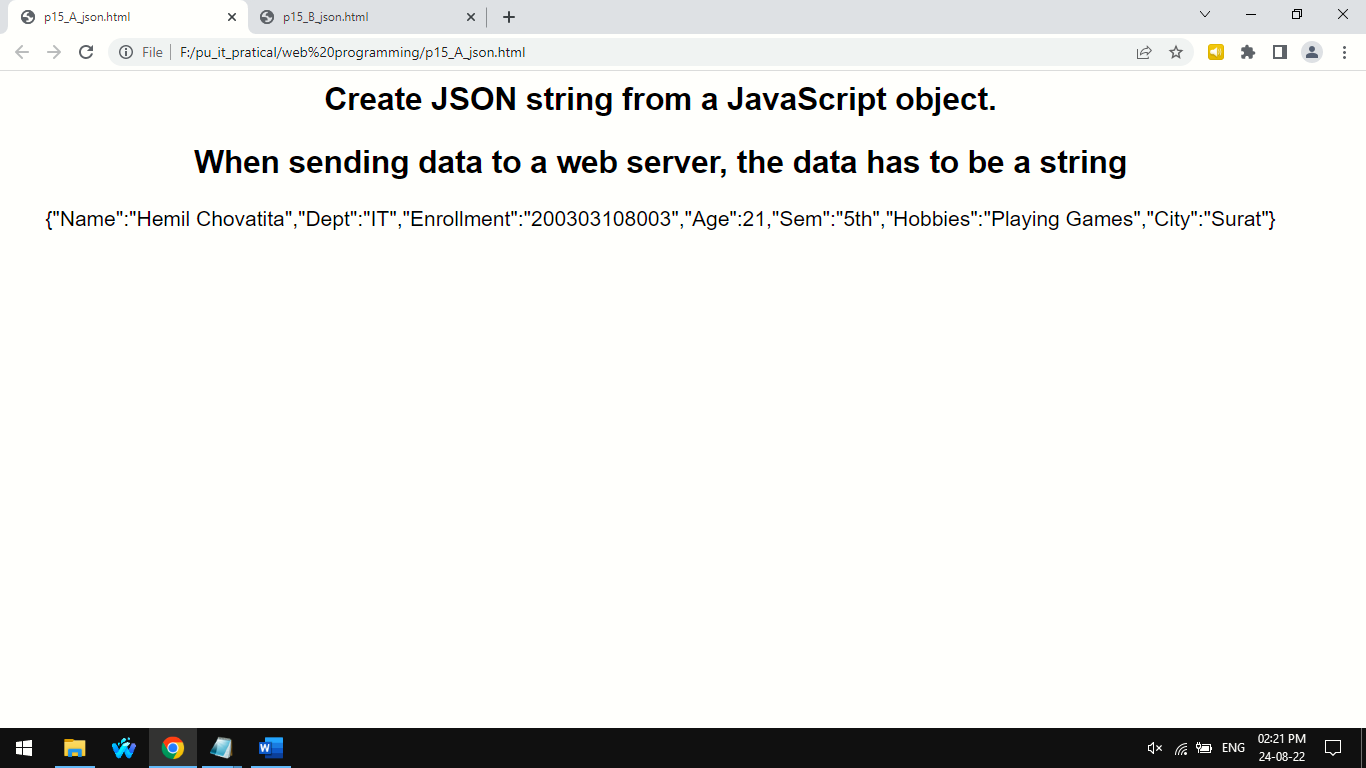 p15_A_json.html
p15_B_json.html
File
F:/pu_it_pratical/web%20programming/p15_A_json.html
Create JSON string from a JavaScript object.
When sending data to a web server, the data has to be a string
{"Name":"Hemil Chovatita","Dept":"IT","Enrollment":"200303108003","Age":21,"Sem":"5th","Hobbies":"Playing Games","City":"Surat"}
W
ENG
02:21 PM
24-08-22